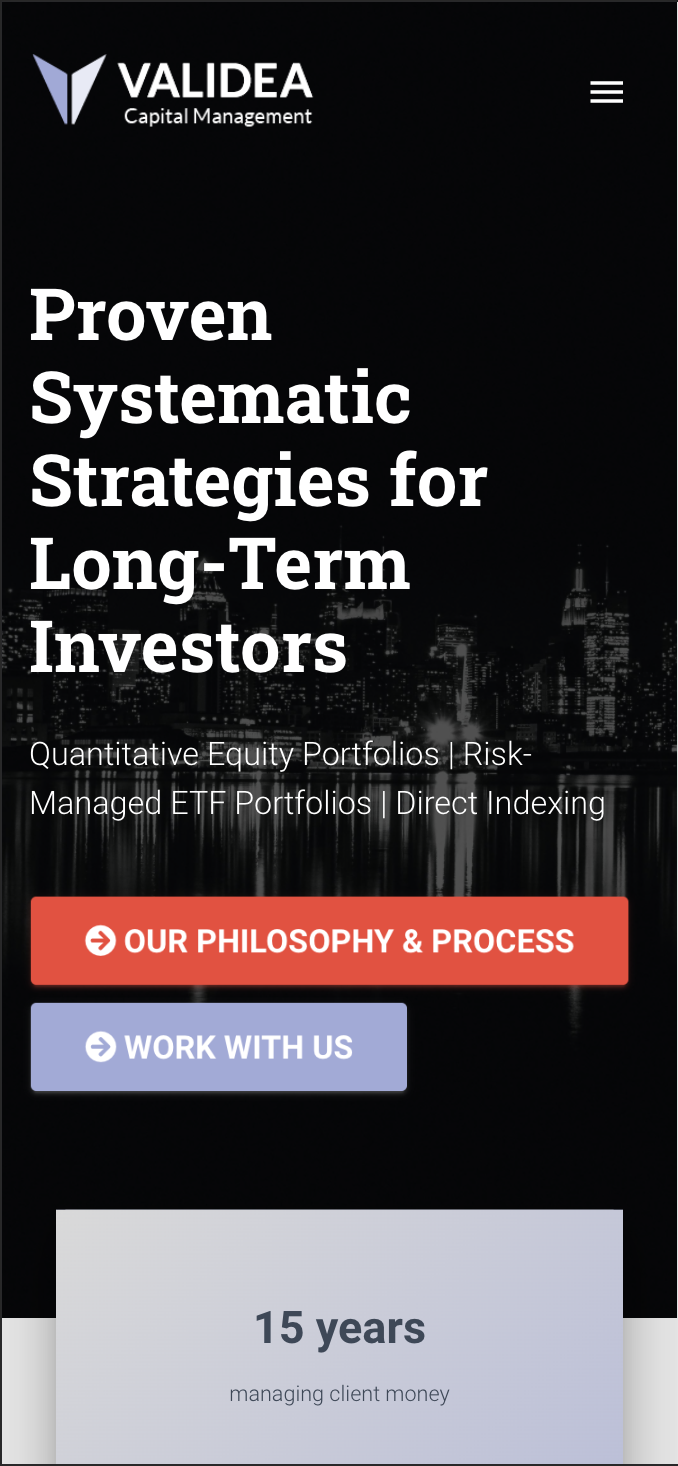 VALIDEA
Capital Management
Proven
Systematic
Strategies for
Long-Term
Investors
Quantitative Equity Portfolios | Risk-
Managed ETF Portfolios | Direct Indexing
OUR PHILOSOPHY & PROCESS
WORK WITH US
15 years
managing client money